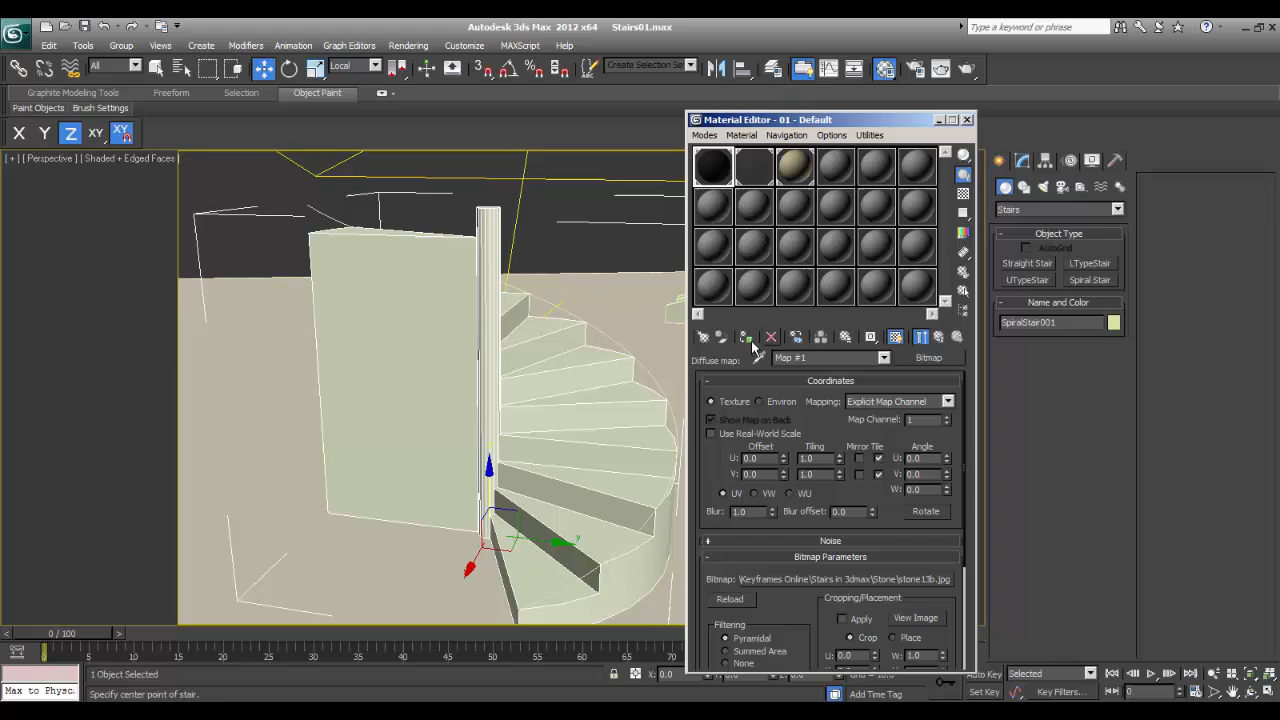 Autodesk 3ds Max 2012 x64 Stairs01.max
Type a keyword or phrase
Edit Tools Group Views Create Modifiers Animation Graph Editors Rendering Customize MAXScript Help
All Local Create Selection Se
Graphite Modeling Tools Freeform Selection Object Paint
Paint Objects Brush Settings
X Y Z XY XY
[ + ] [ Perspective ] [ Shaded + Edged Faces ]
Material Editor - 01 - Default
Modes Material Navigation Options Utilities
Diffuse map: Map #1 Bitmap
Coordinates
Texture Environ Mapping: Explicit Map Channel
Show Map on Back Map Channel: 1
Use Real-World Scale
Offset Tiling Mirror Tile Angle
U: 0.0 1.0 U: 0.0
V: 0.0 1.0 V: 0.0
W: 0.0
UV VW WU
Blur: 1.0 Blur offset: 0.0 Rotate
Noise
Bitmap Parameters
Bitmap: \Keyframes Online\Stairs in 3dmax\Stone\stone13b.jpg
Reload
Cropping/Placement
Apply View Image
Filtering
Pyramidal
Summed Area
None
Crop Place
U: 0.0 W: 1.0
Stairs
Object Type
AutoGrid
Straight Stair LTypeStair
UTypeStair Spiral Stair
Name and Color
SpiralStair001
0 / 100
0 5 10 15 20 25 30 35 40 45 50 55 60 65 70
Max to Physc
1 Object Selected
Specify center point of stair.
X: 0.0
Add Time Tag
Auto Key Selected
Set Key Key Filters... 0